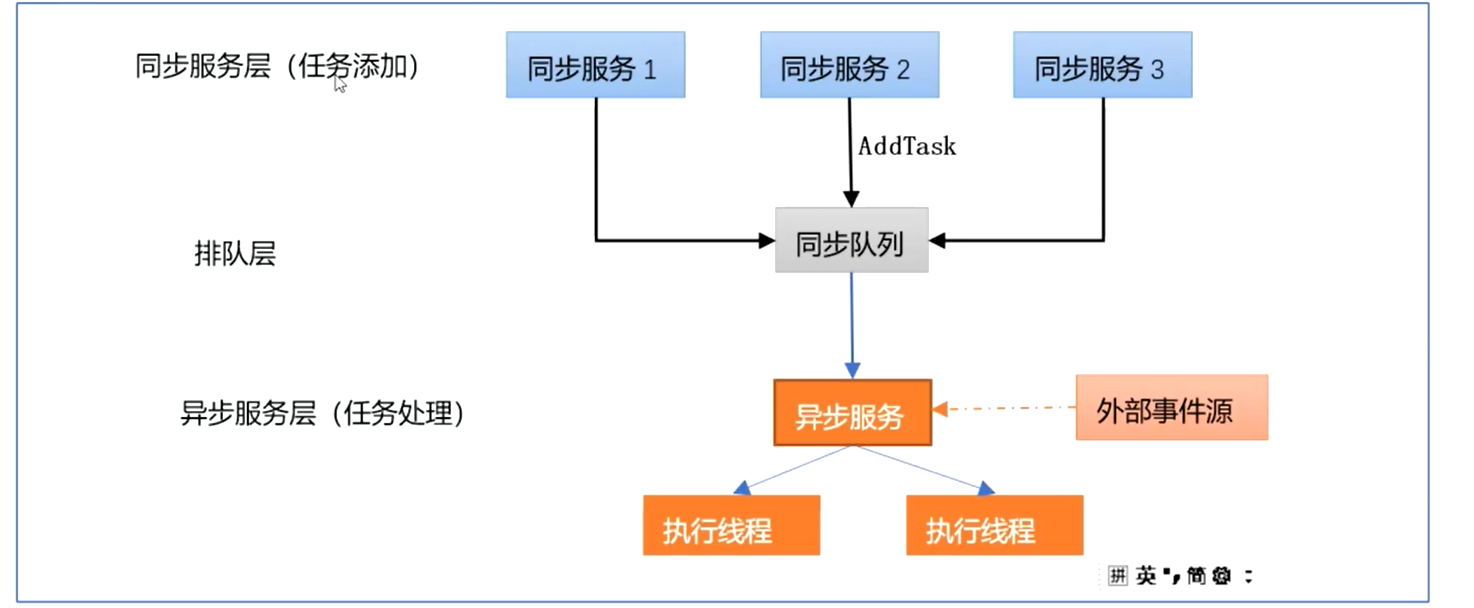 同步服务层（任务添加）
同步服务 1
同步服务 2
同步服务 3
AddTask
排队层
同步队列
异步服务层（任务处理）
异步服务
外部事件源
执行线程
执行线程
拼 英 简